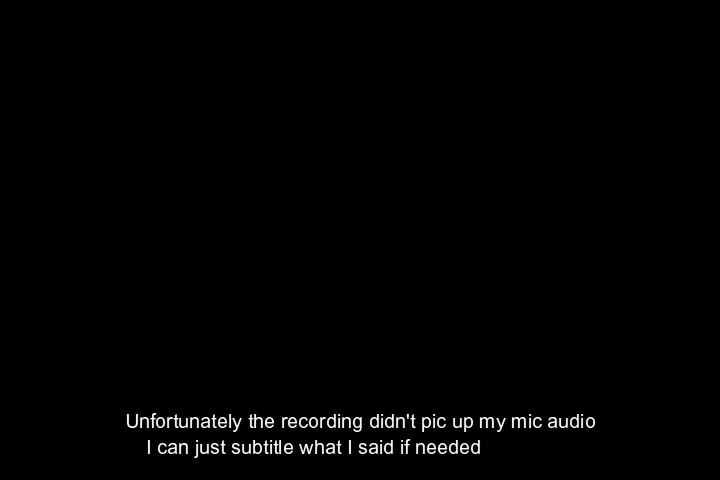 Unfortunately the recording didn't pic up my mic audio
I can just subtitle what I said if needed